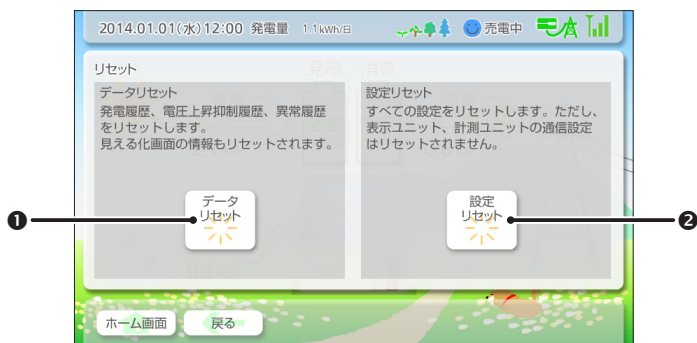 2014.01.01(水)12:00 発電量 1.1kWh/日 売電中
リセット
発電 消費
データリセット
発電履歴、電圧上昇抑制履歴、異常履歴
をリセットします。
見える化画面の情報もリセットされます。
設定リセット
すべての設定をリセットします。ただし、
表示ユニット、計測ユニットの通信設定
はリセットされません。
❶
データ
リセット
設定
リセット
❷
ホーム画面 戻る